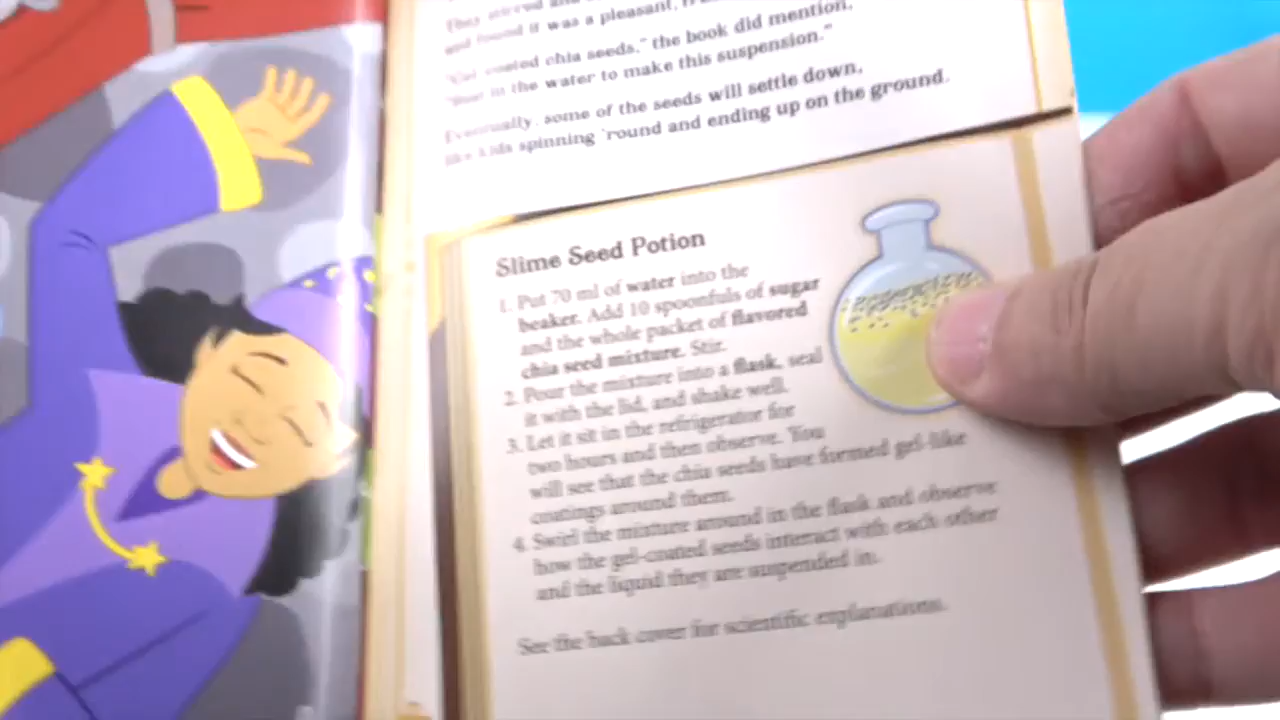 They stirred and
and found it was a pleasant,
coated chia seeds," the book did mention,
in the water to make this suspension."
Eventually, some of the seeds will settle down,
like kids spinning 'round and ending up on the ground.
Slime Seed Potion
1. Put 70 ml of water into the
beaker. Add 10 spoonfuls of sugar
and the whole packet of flavored
chia seed mixture. Stir.
2. Pour the mixture into a flask, seal
it with the lid, and shake well.
3. Let it sit in the refrigerator for
two hours and then observe. You
will see that the chia seeds have formed gel-like
coatings around them.
4. Swirl the mixture around in the flask and observe
how the gel-coated seeds interact with each other
and the liquid they are suspended in.
See the back cover for scientific explanations.